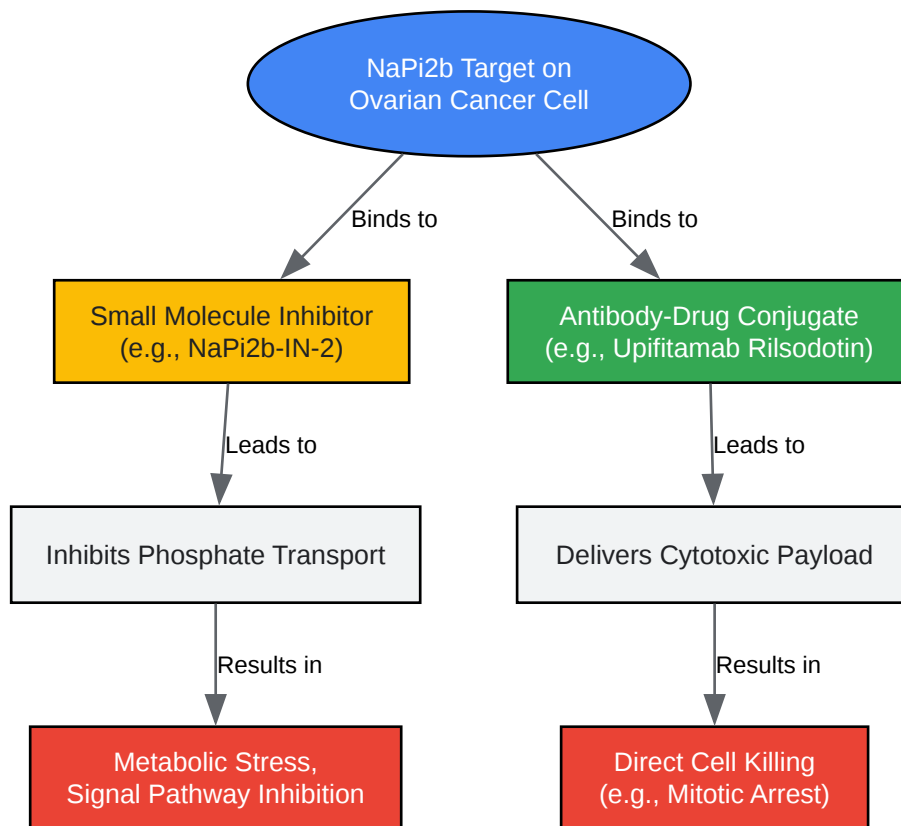 NaPi2b Target on
Ovarian Cancer Cell
Binds to
Binds to
Small Molecule Inhibitor
(e.g., NaPi2b-IN-2)
Antibody-Drug Conjugate
(e.g., Upifitamab Rilsodotin)
Leads to
Leads to
Inhibits Phosphate Transport
Delivers Cytotoxic Payload
Results in
Results in
Metabolic Stress,
Signal Pathway Inhibition
Direct Cell Killing
(e.g., Mitotic Arrest)